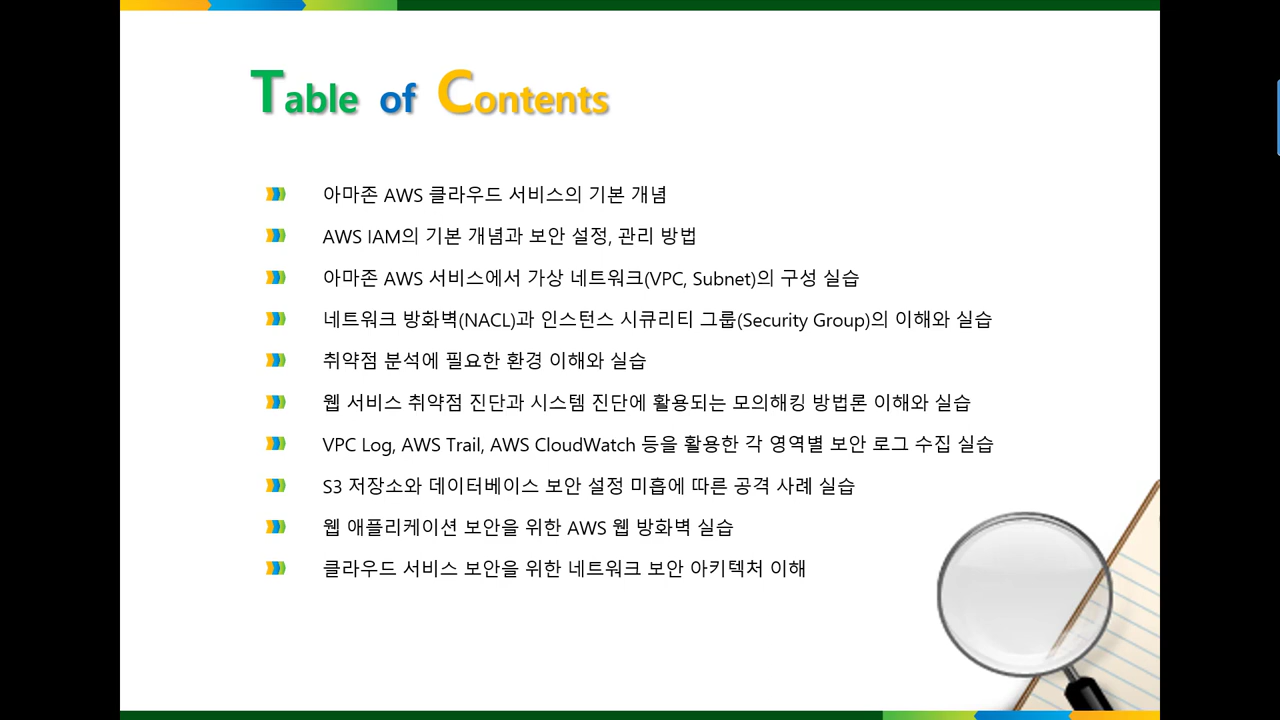 Table of Contents
아마존 AWS 클라우드 서비스의 기본 개념
AWS IAM의 기본 개념과 보안 설정, 관리 방법
아마존 AWS 서비스에서 가상 네트워크(VPC, Subnet)의 구성 실습
네트워크 방화벽(NACL)과 인스턴스 시큐리티 그룹(Security Group)의 이해와 실습
취약점 분석에 필요한 환경 이해와 실습
웹 서비스 취약점 진단과 시스템 진단에 활용되는 모의해킹 방법론 이해와 실습
VPC Log, AWS Trail, AWS CloudWatch 등을 활용한 각 영역별 보안 로그 수집 실습
S3 저장소와 데이터베이스 보안 설정 미흡에 따른 공격 사례 실습
웹 애플리케이션 보안을 위한 AWS 웹 방화벽 실습
클라우드 서비스 보안을 위한 네트워크 보안 아키텍처 이해